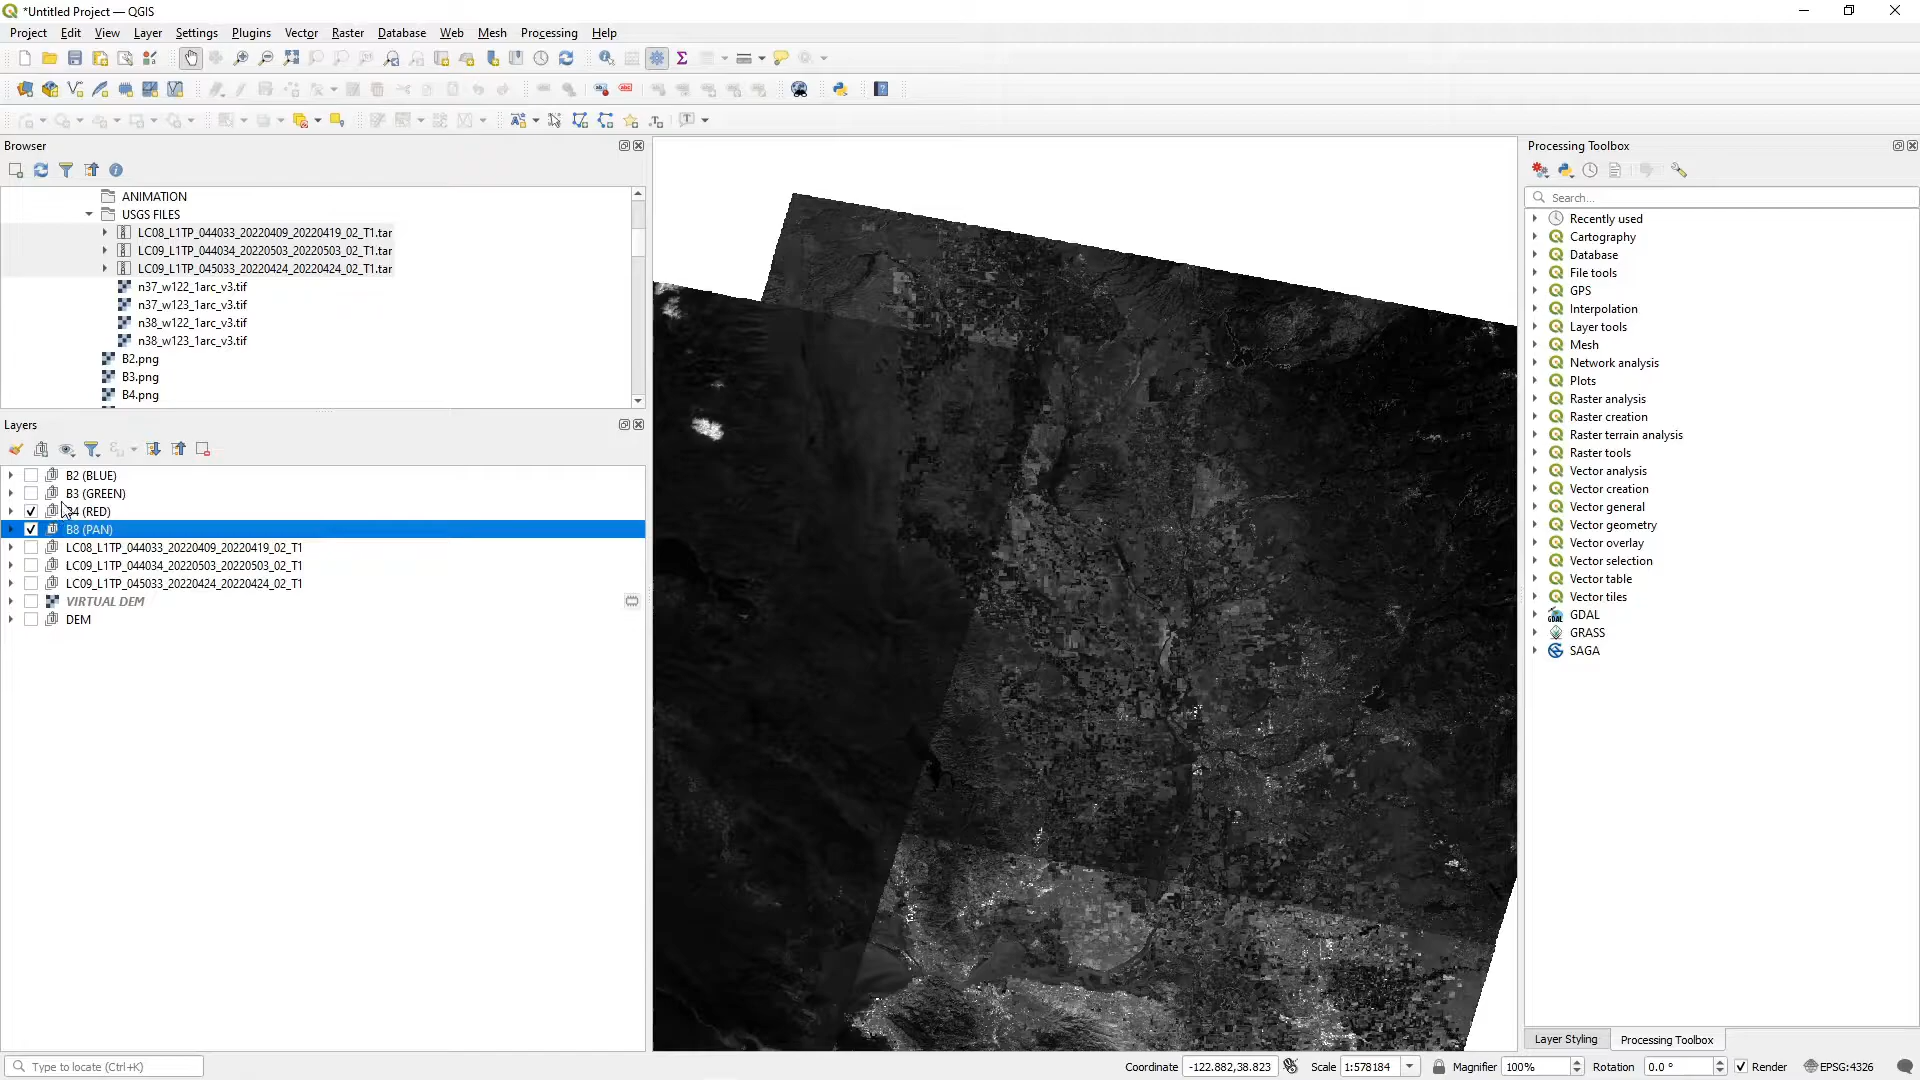 *Untitled Project — QGIS
Project Edit View Layer Settings Plugins Vector Raster Database Web Mesh Processing Help
Browser
ANIMATION
USGS FILES
LC08_L1TP_044033_20220409_20220419_02_T1.tar
LC09_L1TP_044034_20220503_20220503_02_T1.tar
LC09_L1TP_045033_20220424_20220424_02_T1.tar
n37_w122_1arc_v3.tif
n37_w123_1arc_v3.tif
n38_w122_1arc_v3.tif
n38_w123_1arc_v3.tif
B2.png
B3.png
B4.png
Layers
B2 (BLUE)
B3 (GREEN)
B4 (RED)
B8 (PAN)
LC08_L1TP_044033_20220409_20220419_02_T1
LC09_L1TP_044034_20220503_20220503_02_T1
LC09_L1TP_045033_20220424_20220424_02_T1
VIRTUAL DEM
DEM
Processing Toolbox
Search...
Recently used
Cartography
Database
File tools
GPS
Interpolation
Layer tools
Mesh
Network analysis
Plots
Raster analysis
Raster creation
Raster terrain analysis
Raster tools
Vector analysis
Vector creation
Vector general
Vector geometry
Vector overlay
Vector selection
Vector table
Vector tiles
GDAL
GRASS
SAGA
Layer Styling Processing Toolbox
Type to locate (Ctrl+K) Coordinate -122.882,38.823 Scale 1:578184 Magnifier 100% Rotation 0.0 ° Render EPSG:4326